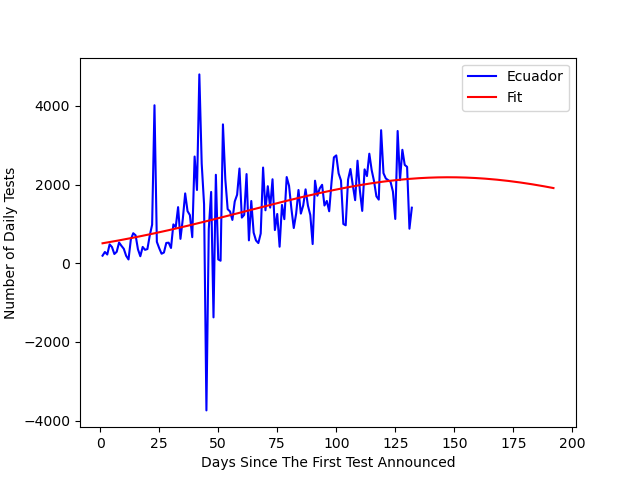 Ecuador
Fit
Number of Daily Tests
4000
2000
0
−2000
−4000
0 25 50 75 100 125 150 175 200
Days Since The First Test Announced